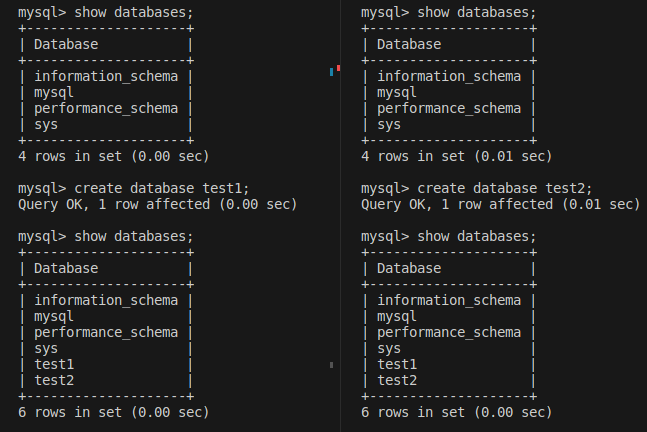 mysql> show databases;
+--------------------+
| Database           |
+--------------------+
| information_schema |
| mysql              |
| performance_schema |
| sys                |
+--------------------+
4 rows in set (0.00 sec)
mysql> create database test1;
Query OK, 1 row affected (0.00 sec)
mysql> show databases;
+--------------------+
| Database           |
+--------------------+
| information_schema |
| mysql              |
| performance_schema |
| sys                |
| test1              |
| test2              |
+--------------------+
6 rows in set (0.00 sec)
mysql> show databases;
+--------------------+
| Database           |
+--------------------+
| information_schema |
| mysql              |
| performance_schema |
| sys                |
+--------------------+
4 rows in set (0.01 sec)
mysql> create database test2;
Query OK, 1 row affected (0.01 sec)
mysql> show databases;
+--------------------+
| Database           |
+--------------------+
| information_schema |
| mysql              |
| performance_schema |
| sys                |
| test1              |
| test2              |
+--------------------+
6 rows in set (0.00 sec)